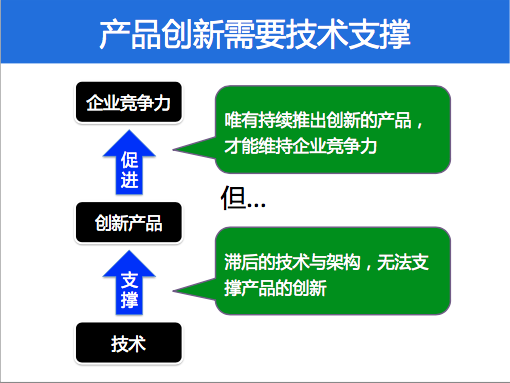 产品创新需要技术支撑
企业竞争力
唯有持续推出创新的产品，
才能维持企业竞争力
促
进
但...
创新产品
滞后的技术与架构，无法支
撑产品的创新
支
撑
技术